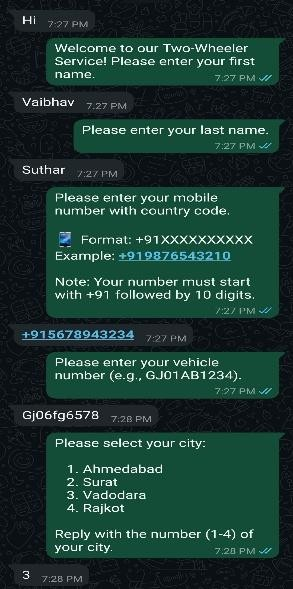 Hi 7:27 PM
Welcome to our Two-Wheeler
Service! Please enter your first
name.
7:27 PM
Vaibhav 7:27 PM
Please enter your last name.
7:27 PM
Suthar 7:27 PM
Please enter your mobile
number with country code.
Format: +91XXXXXXXXXX
Example: +919876543210
Note: Your number must start
with +91 followed by 10 digits.
7:27 PM
+915678943234 7:27 PM
Please enter your vehicle
number (e.g., GJ01AB1234).
7:27 PM
Gj06fg6578 7:28 PM
Please select your city:
1. Ahmedabad
2. Surat
3. Vadodara
4. Rajkot
Reply with the number (1-4) of
your city.
7:28 PM
3 7:28 PM